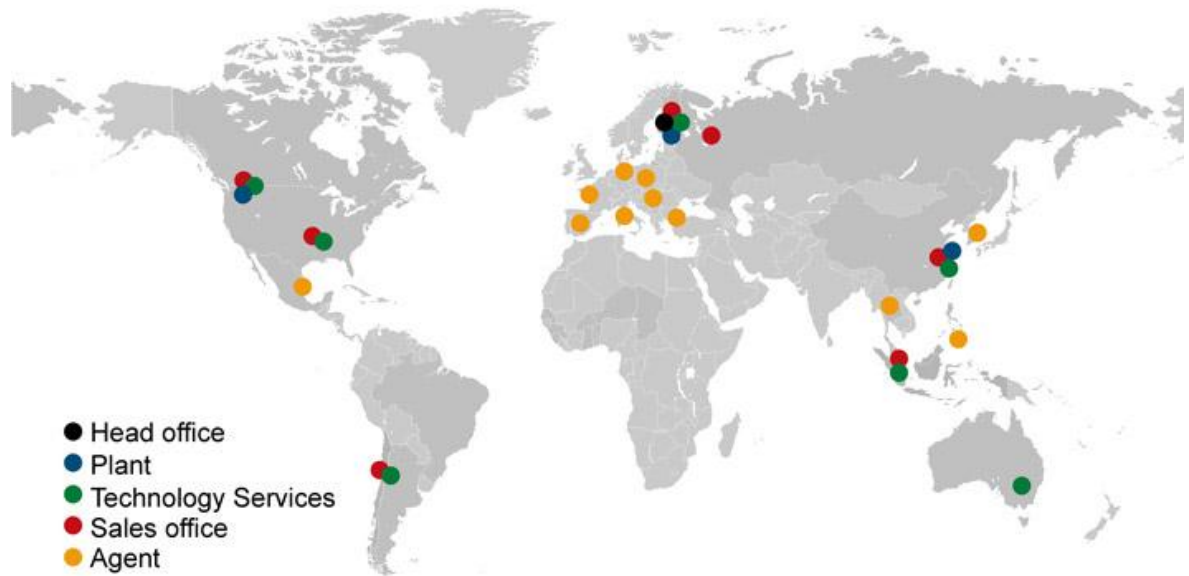 Head office
Plant
Technology Services
Sales office
Agent